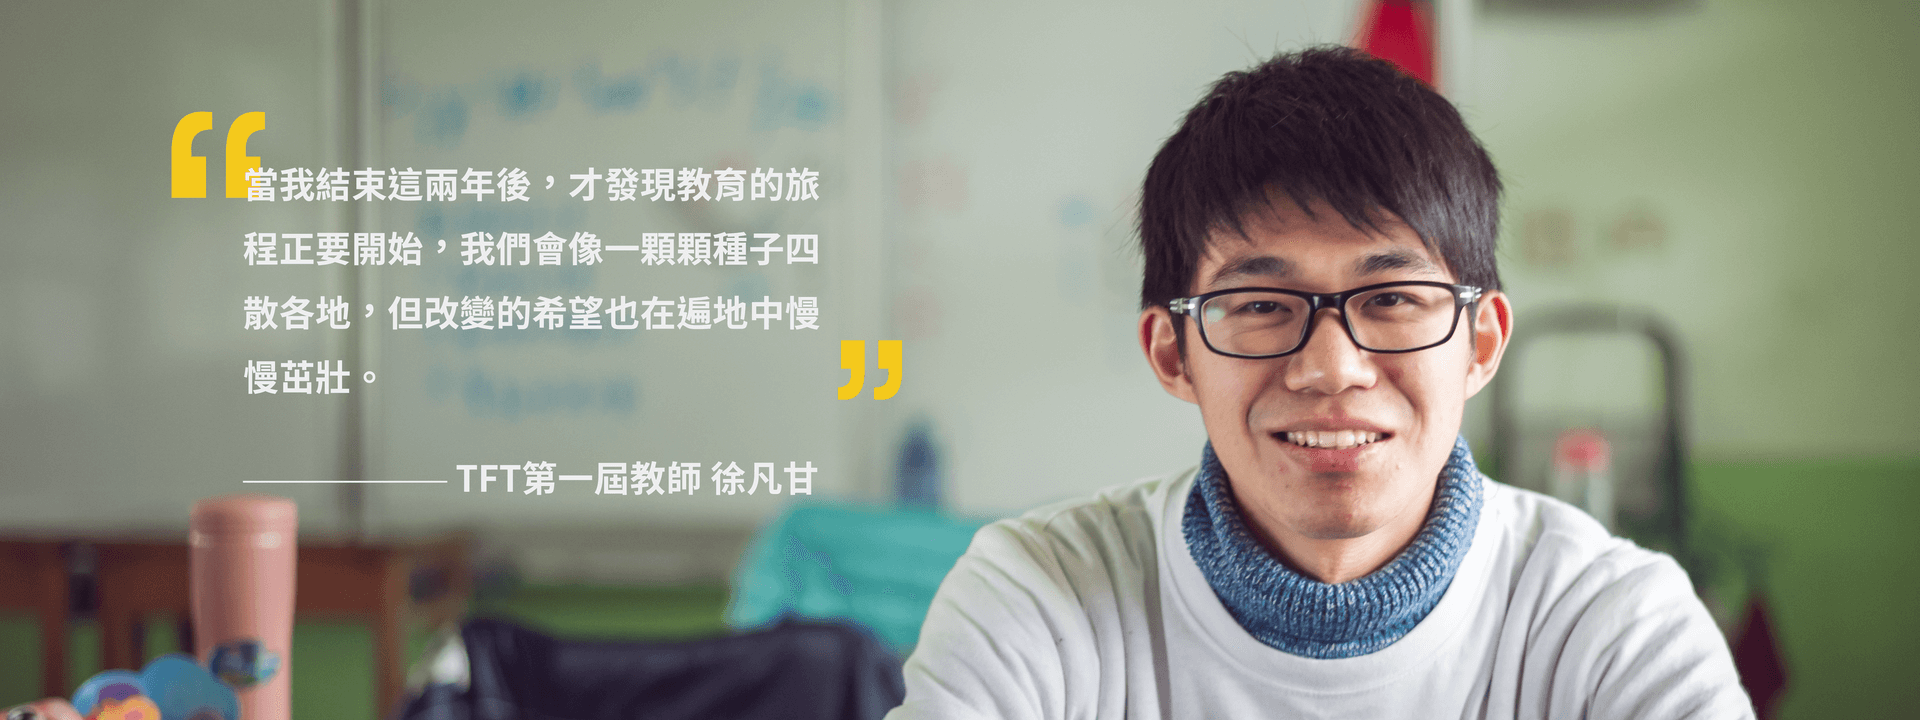 當我結束這兩年後，才發現教育的旅
程正要開始，我們會像一顆顆種子四
散各地，但改變的希望也在遍地中慢
慢茁壯。
TFT第一屆教師 徐凡甘